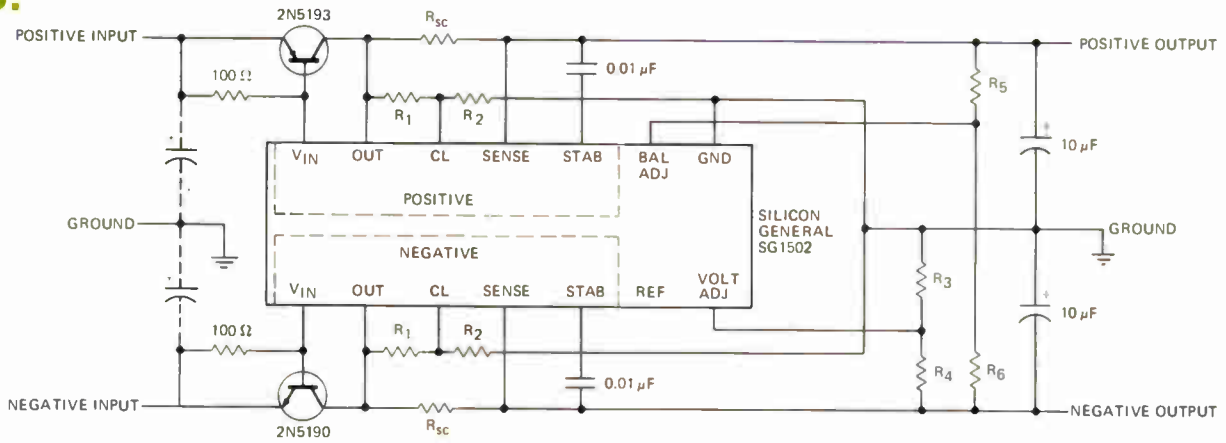 2N5193
R_sc
POSITIVE INPUT
POSITIVE OUTPUT
100 Ω
0.01 µF
R5
R1
R2
+
10 µF
VIN
OUT
CL
SENSE
STAB
BAL
ADJ
GND
POSITIVE
GROUND
SILICON
GENERAL
SG1502
GROUND
NEGATIVE
R3
VIN
OUT
CL
SENSE
STAB
REF
VOLT
ADJ
+
10 µF
100 Ω
R1
R2
R4
R6
0.01 µF
NEGATIVE INPUT
NEGATIVE OUTPUT
2N5190
R_sc